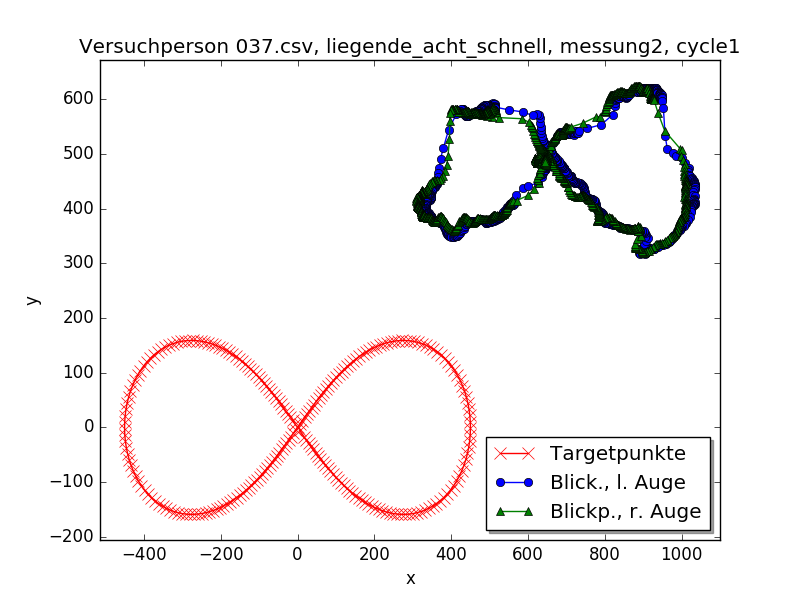 Versuchperson 037.csv, liegende_acht_schnell, messung2, cycle1
600
500
400
300
200
100
0
−100
−200
y
−400 −200 0 200 400 600 800 1000
x
Targetpunkte
Blick., l. Auge
Blickp., r. Auge